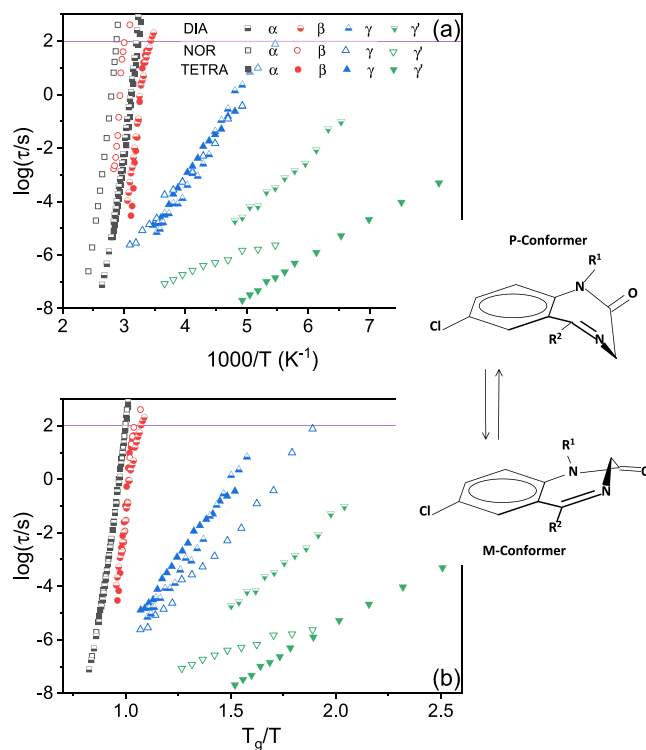 DIA α β γ γ'
NOR α β γ γ'
TETRA α β γ γ'
(a)
log(τ/s)
2
0
-2
-4
-6
-8
2 3 4 5 6 7
1000/T (K⁻¹)
P-Conformer
R¹
N
O
Cl
R²
N
R¹
N
O
Cl
R²
N
M-Conformer
log(τ/s)
2
0
-2
-4
-6
-8
(b)
1.0 1.5 2.0 2.5
T_g/T